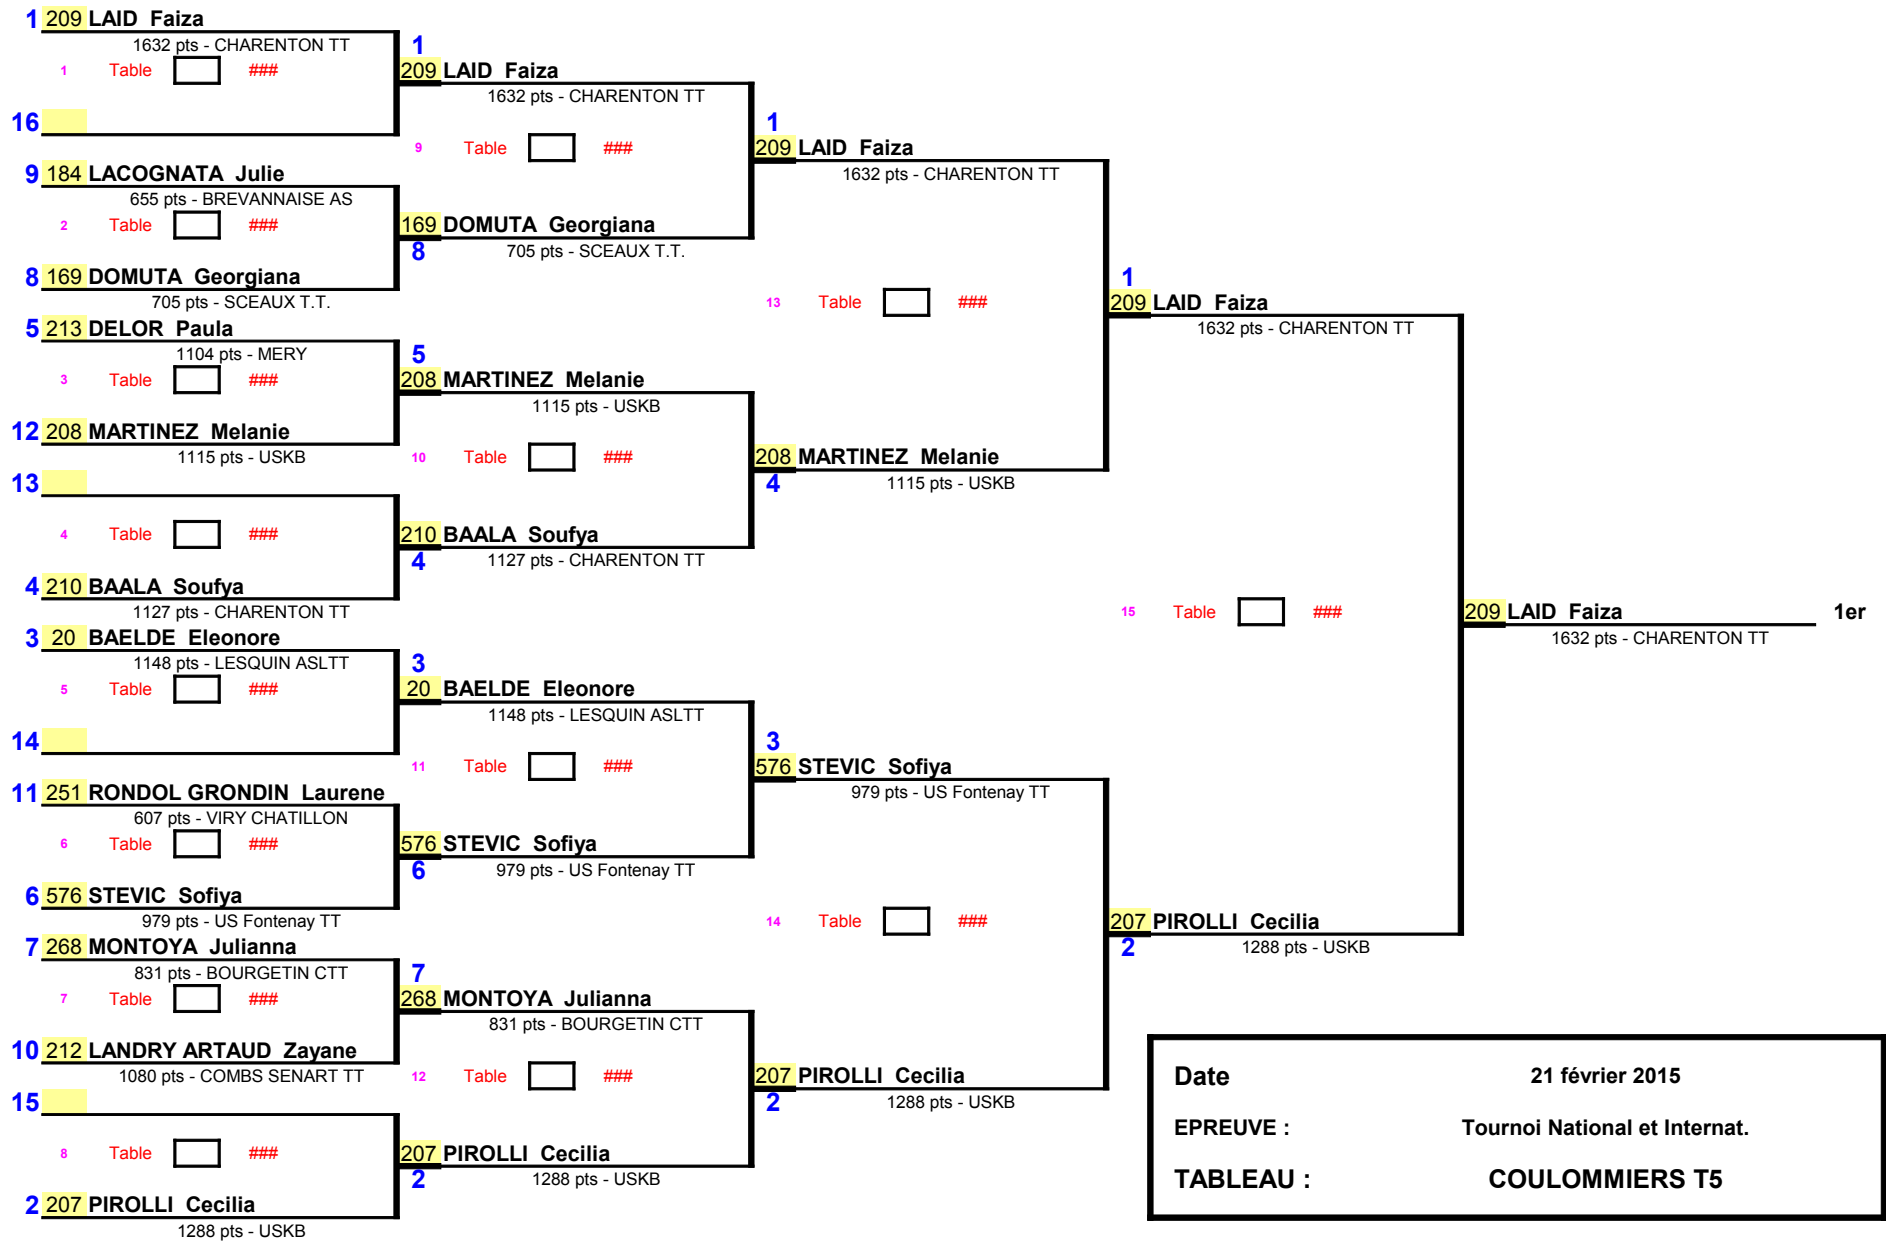 1 209 LAID Faiza
1632 pts - CHARENTON TT
1 Table ###
16
9 184 LACOGNATA Julie
655 pts - BREVANNAISE AS
2 Table ###
8 169 DOMUTA Georgiana
705 pts - SCEAUX T.T.
5 213 DELOR Paula
1104 pts - MERY
3 Table ###
12 208 MARTINEZ Melanie
1115 pts - USKB
13
4 Table ###
4 210 BAALA Soufya
1127 pts - CHARENTON TT
3 20 BAELDE Eleonore
1148 pts - LESQUIN ASLTT
5 Table ###
14
11 251 RONDOL GRONDIN Laurene
607 pts - VIRY CHATILLON
6 Table ###
6 576 STEVIC Sofiya
979 pts - US Fontenay TT
7 268 MONTOYA Julianna
831 pts - BOURGETIN CTT
7 Table ###
10 212 LANDRY ARTAUD Zayane
1080 pts - COMBS SENART TT
15
8 Table ###
2 207 PIROLLI Cecilia
1288 pts - USKB
1
209 LAID Faiza
1632 pts - CHARENTON TT
9 Table ###
169 DOMUTA Georgiana
8
705 pts - SCEAUX T.T.
5
208 MARTINEZ Melanie
1115 pts - USKB
10 Table ###
210 BAALA Soufya
4
1127 pts - CHARENTON TT
3
20 BAELDE Eleonore
1148 pts - LESQUIN ASLTT
11 Table ###
576 STEVIC Sofiya
6
979 pts - US Fontenay TT
7
268 MONTOYA Julianna
831 pts - BOURGETIN CTT
12 Table ###
207 PIROLLI Cecilia
2
1288 pts - USKB
1
209 LAID Faiza
1632 pts - CHARENTON TT
13 Table ###
208 MARTINEZ Melanie
4
1115 pts - USKB
3
576 STEVIC Sofiya
979 pts - US Fontenay TT
14 Table ###
207 PIROLLI Cecilia
2
1288 pts - USKB
1
209 LAID Faiza
1632 pts - CHARENTON TT
15 Table ###
207 PIROLLI Cecilia
2
1288 pts - USKB
209 LAID Faiza 1er
1632 pts - CHARENTON TT
Date 21 février 2015
EPREUVE : Tournoi National et Internat.
TABLEAU : COULOMMIERS T5